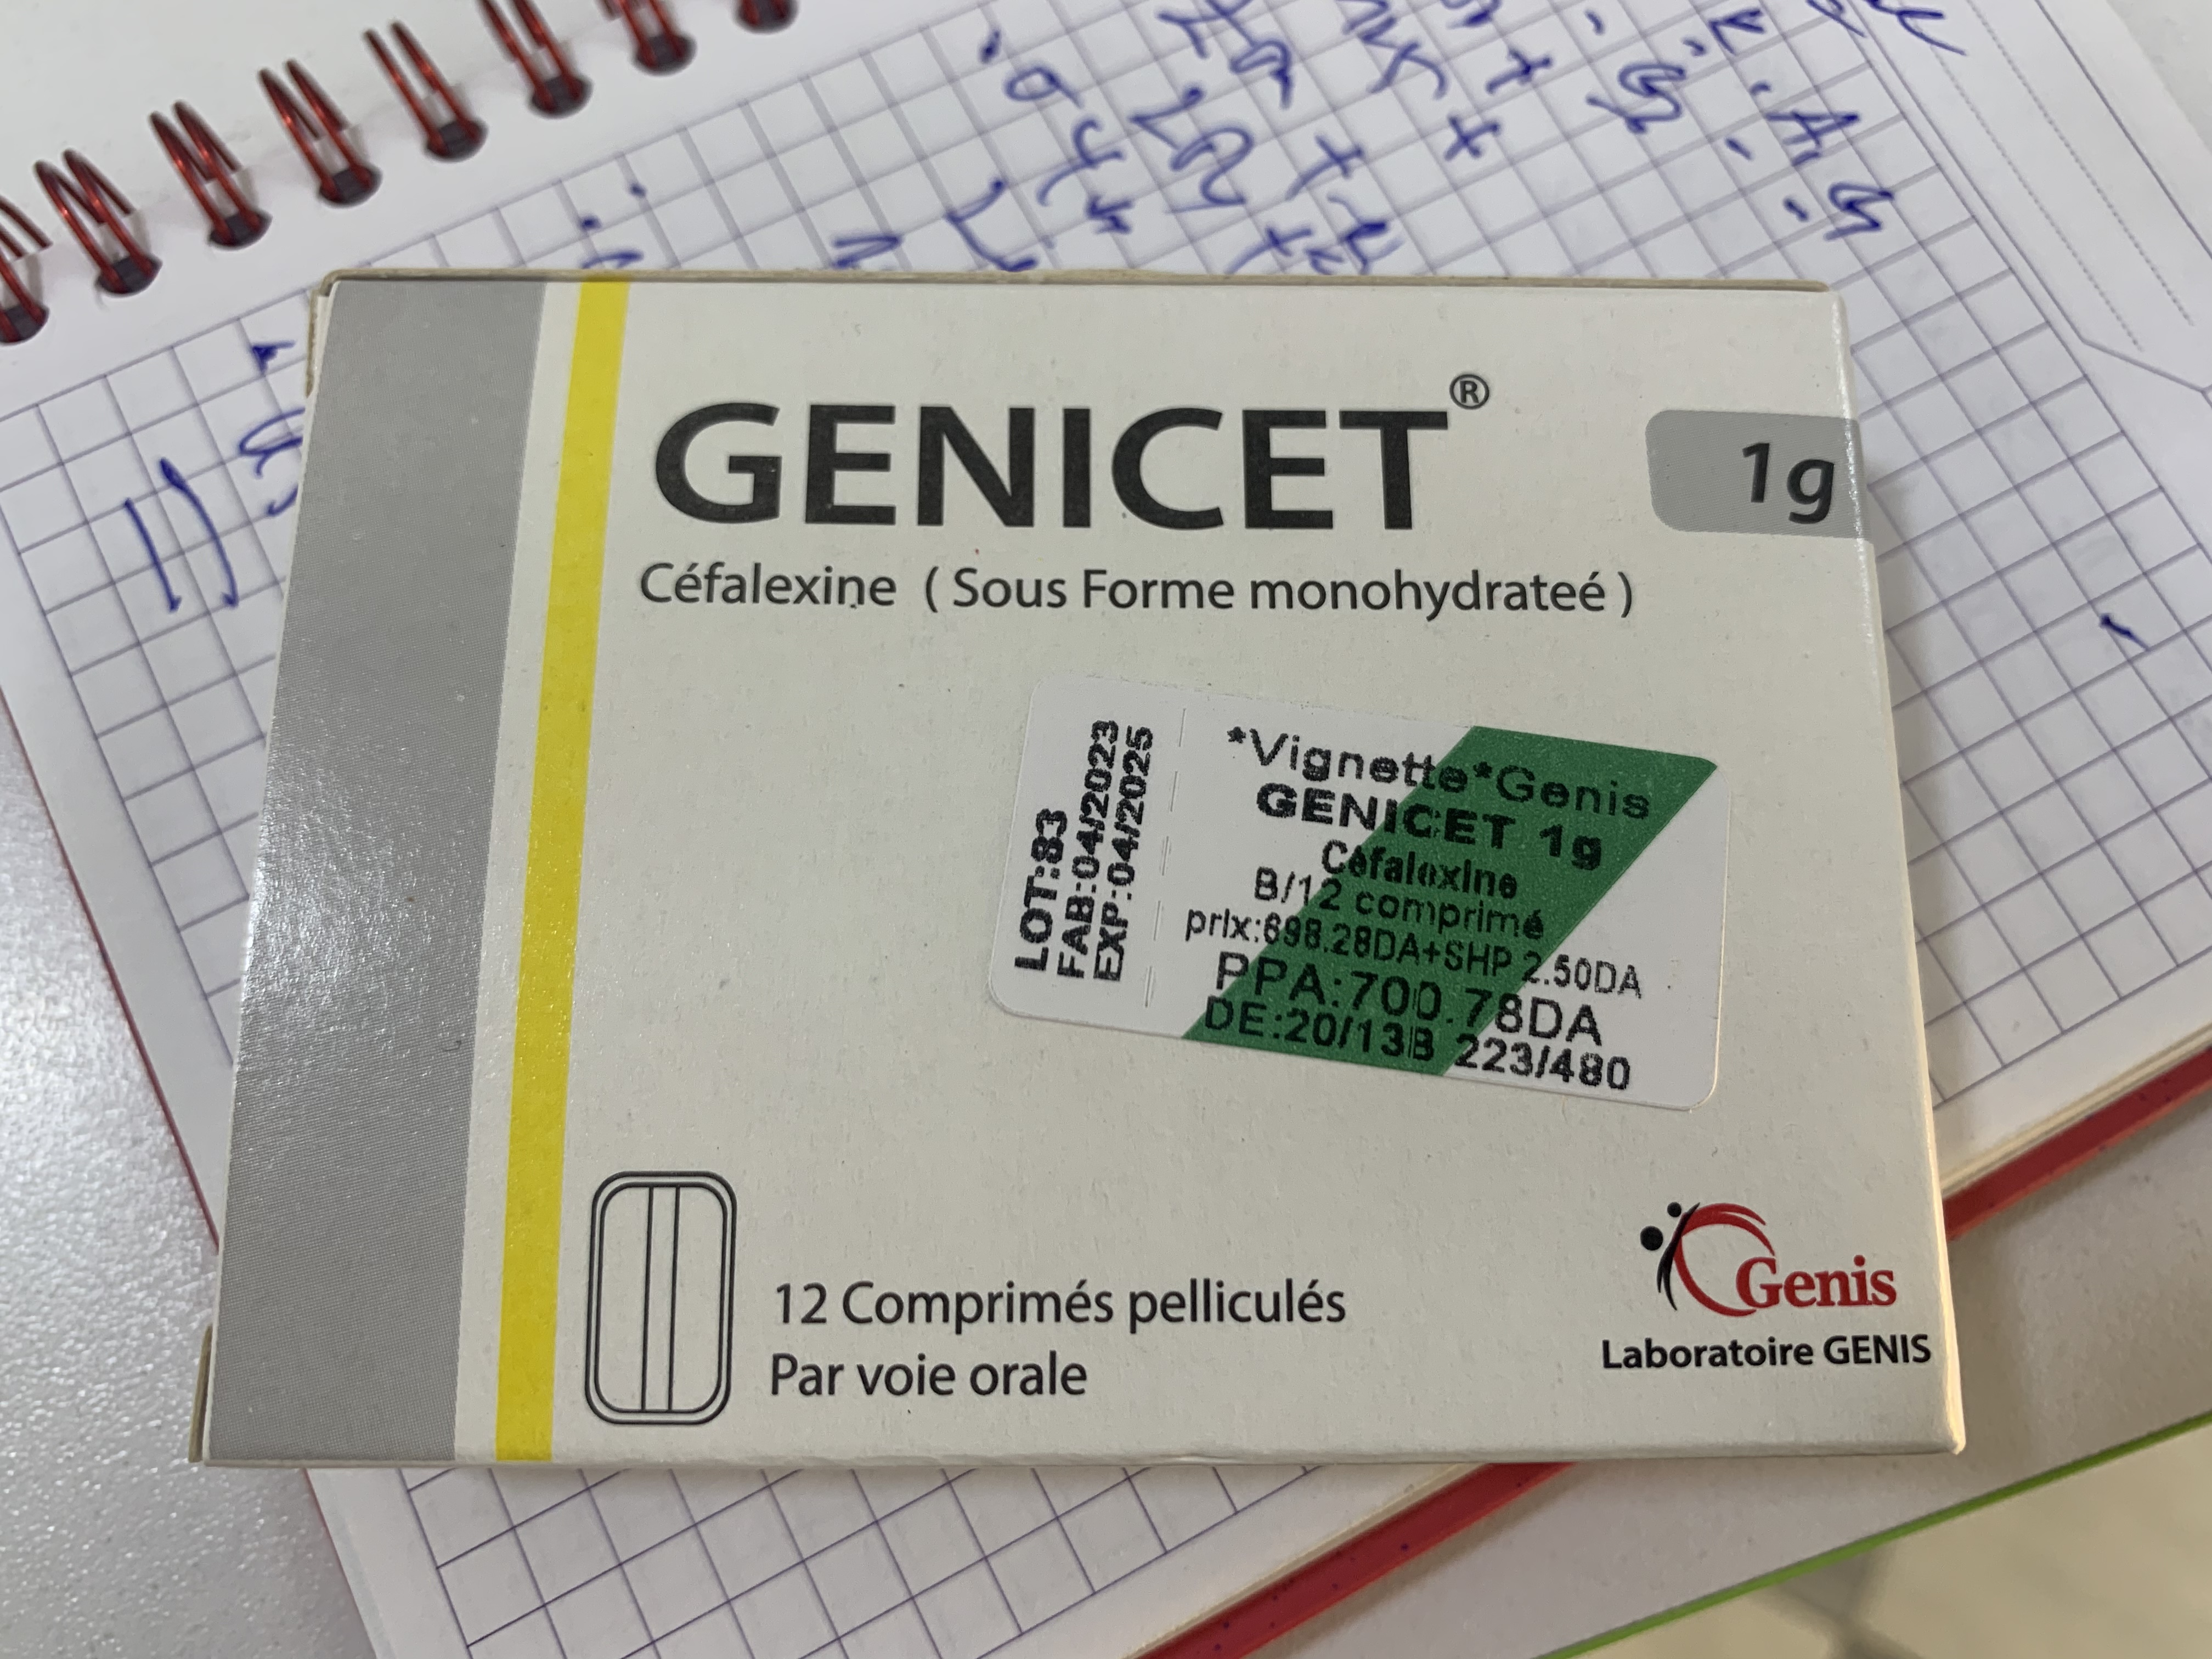 GENICET®
1g
Céfalexine ( Sous Forme monohydrateé )
LOT:83
FAB:04/2023
EXP:04/2025
*Vignette*Genis
GENICET 1g
Céfalexine
B/12 comprimé
prix:698.28DA+SHP 2.50DA
PPA:700.78DA
DE:20/13B 223/480
12 Comprimés pelliculés
Par voie orale
Genis
Laboratoire GENIS